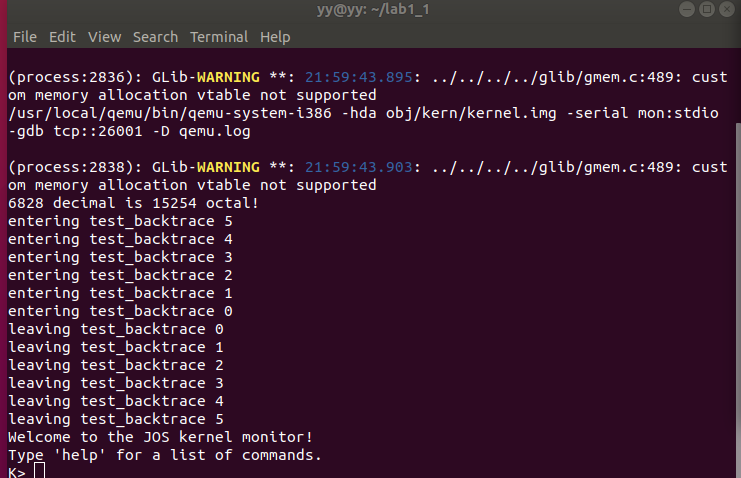 yy@yy: ~/lab1_1
File Edit View Search Terminal Help
(process:2836): GLib-WARNING **: 21:59:43.895: ../../../../glib/gmem.c:489: cust
om memory allocation vtable not supported
/usr/local/qemu/bin/qemu-system-i386 -hda obj/kern/kernel.img -serial mon:stdio
-gdb tcp::26001 -D qemu.log
(process:2838): GLib-WARNING **: 21:59:43.903: ../../../../glib/gmem.c:489: cust
om memory allocation vtable not supported
6828 decimal is 15254 octal!
entering test_backtrace 5
entering test_backtrace 4
entering test_backtrace 3
entering test_backtrace 2
entering test_backtrace 1
entering test_backtrace 0
leaving test_backtrace 0
leaving test_backtrace 1
leaving test_backtrace 2
leaving test_backtrace 3
leaving test_backtrace 4
leaving test_backtrace 5
Welcome to the JOS kernel monitor!
Type 'help' for a list of commands.
K>